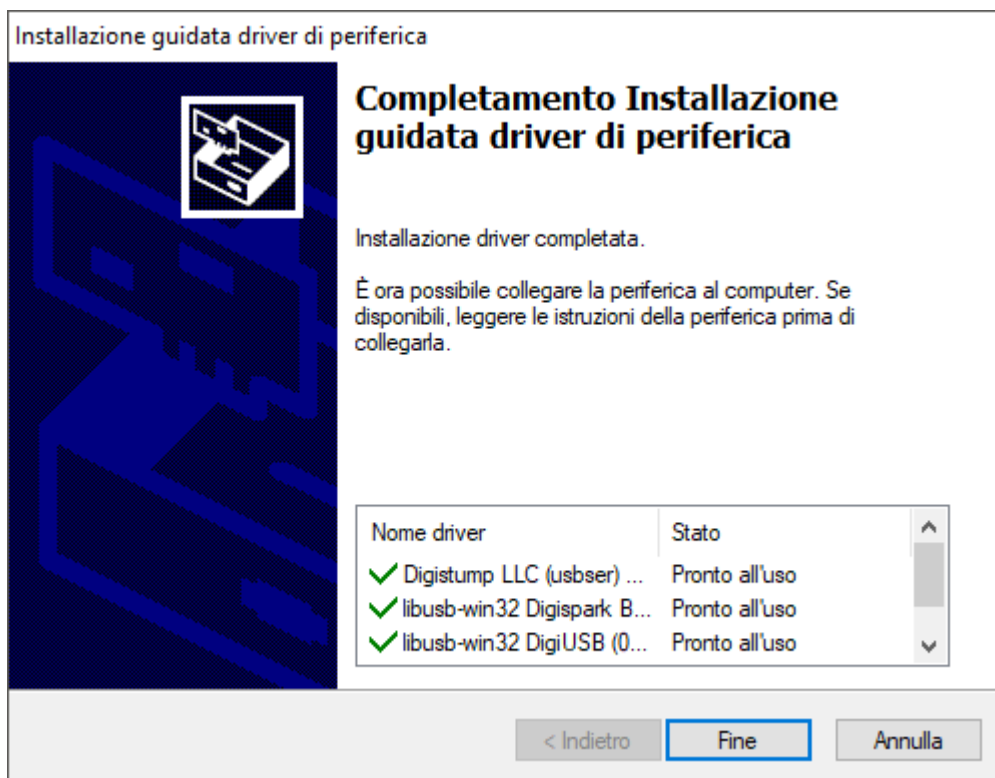 Installazione guidata driver di periferica
Completamento Installazione
guidata driver di periferica
Installazione driver completata.
È ora possibile collegare la periferica al computer. Se
disponibili, leggere le istruzioni della periferica prima di
collegarla.
Nome driver Stato
Digistump LLC (usbser) ... Pronto all'uso
libusb-win32 Digispark B... Pronto all'uso
libusb-win32 DigiUSB (0... Pronto all'uso
< Indietro Fine Annulla